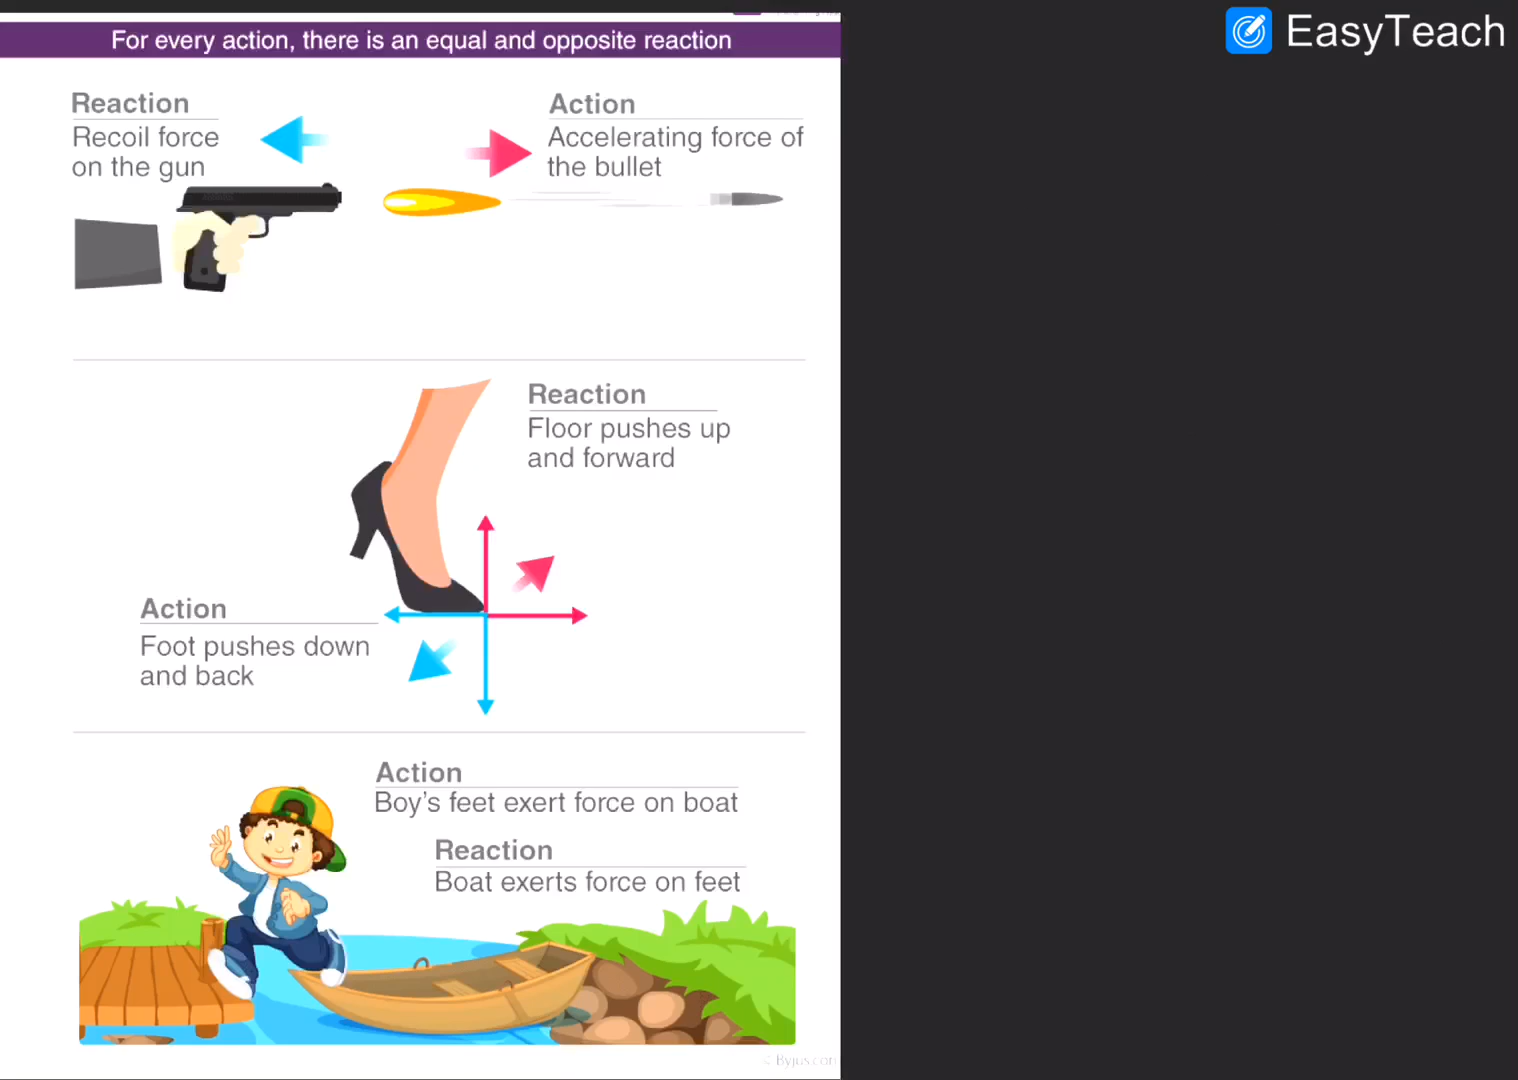 EasyTeach
For every action, there is an equal and opposite reaction
Reaction
Recoil force
on the gun
Action
Accelerating force of
the bullet
Reaction
Floor pushes up
and forward
Action
Foot pushes down
and back
Action
Boy's feet exert force on boat
Reaction
Boat exerts force on feet
© Byjus.com